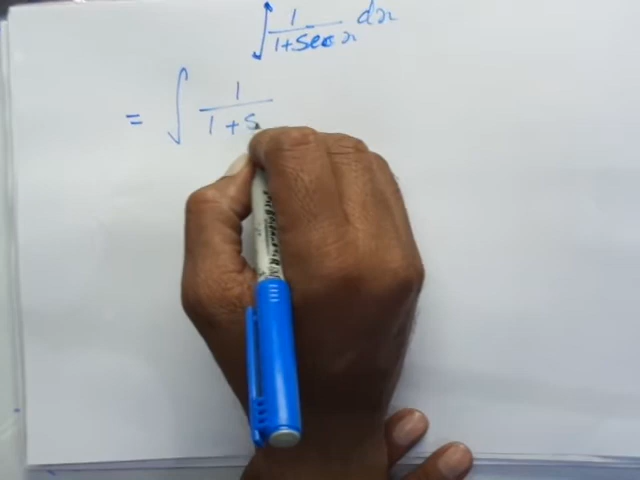 ∫ 1/(1+sec x) dx
= ∫ 1/(1+s